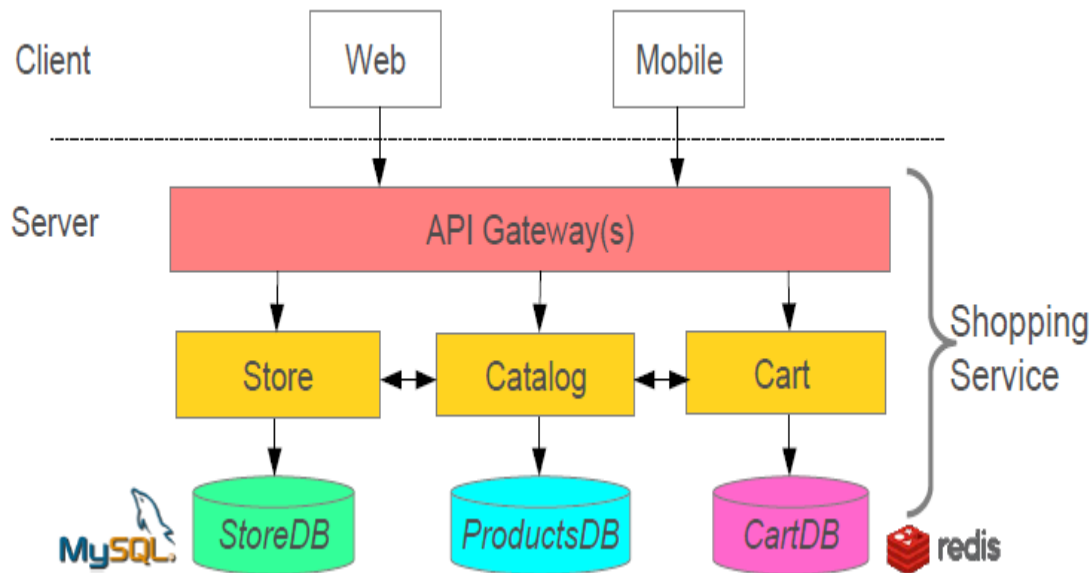 Client
Web
Mobile
Server
API Gateway(s)
Shopping
Service
Store
Catalog
Cart
MySQL
StoreDB
ProductsDB
CartDB
redis